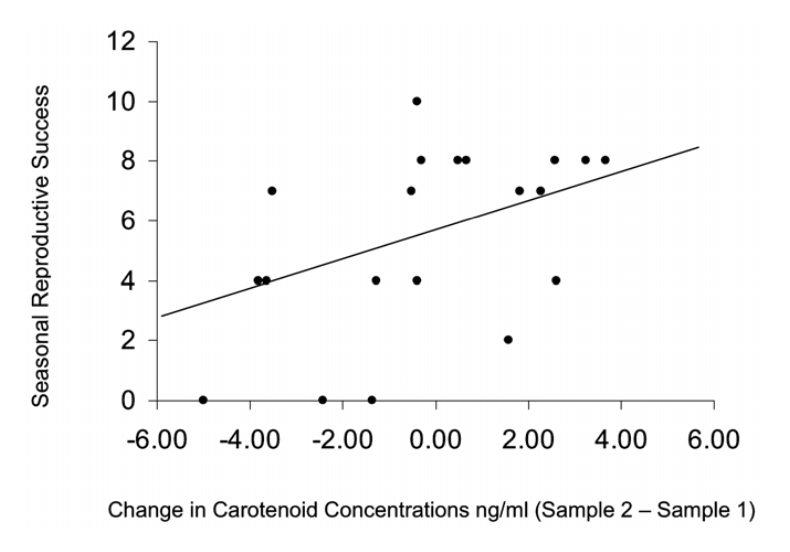 12
10
8
6
4
2
0
Seasonal Reproductive Success
-6.00 -4.00 -2.00 0.00 2.00 4.00 6.00
Change in Carotenoid Concentrations ng/ml (Sample 2 – Sample 1)